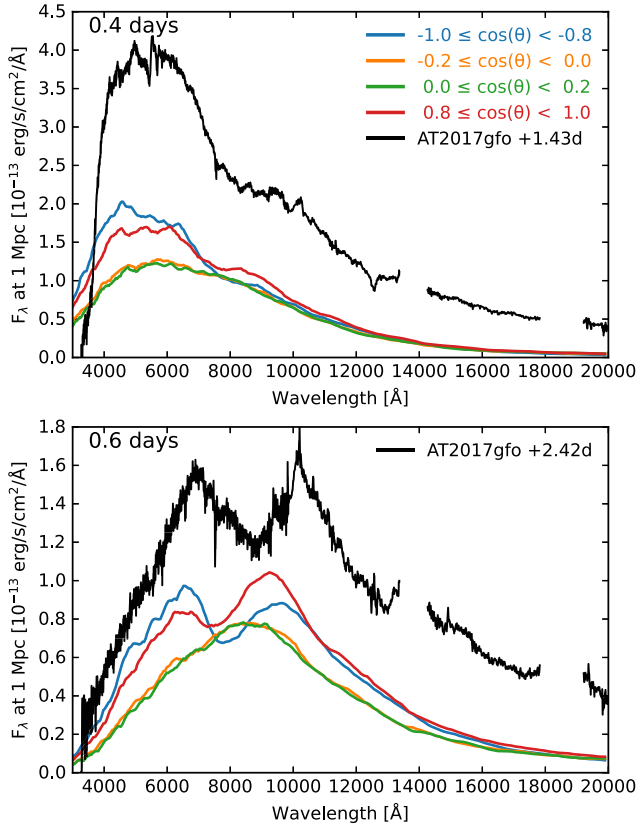 0.4 days
-1.0 ≤ cos(θ) < -0.8
-0.2 ≤ cos(θ) < 0.0
0.0 ≤ cos(θ) < 0.2
0.8 ≤ cos(θ) < 1.0
AT2017gfo +1.43d
F_λ at 1 Mpc [10⁻¹³ erg/s/cm²/Å]
4.5
4.0
3.5
3.0
2.5
2.0
1.5
1.0
0.5
0.0
4000 6000 8000 10000 12000 14000 16000 18000 20000
Wavelength [Å]
0.6 days
AT2017gfo +2.42d
F_λ at 1 Mpc [10⁻¹³ erg/s/cm²/Å]
1.8
1.6
1.4
1.2
1.0
0.8
0.6
0.4
0.2
0.0
4000 6000 8000 10000 12000 14000 16000 18000 20000
Wavelength [Å]